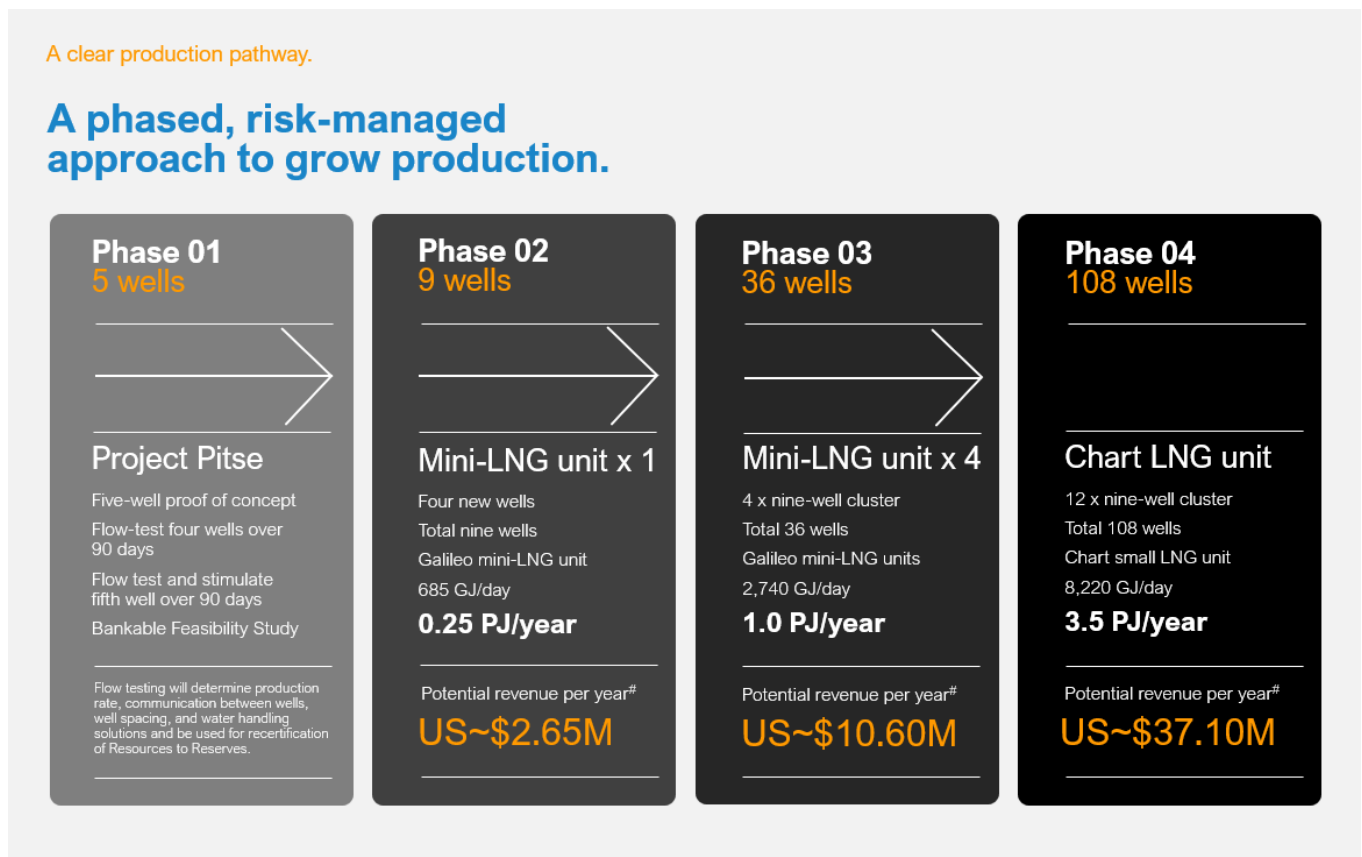 A clear production pathway.
A phased, risk-managed
approach to grow production.
Phase 01
5 wells
Project Pitse
Five-well proof of concept
Flow-test four wells over
90 days
Flow test and stimulate
fifth well over 90 days
Bankable Feasibility Study
Flow testing will determine production
rate, communication between wells,
well spacing, and water handling
solutions and be used for recertification
of Resources to Reserves.
Phase 02
9 wells
Mini-LNG unit x 1
Four new wells
Total nine wells
Galileo mini-LNG unit
685 GJ/day
0.25 PJ/year
Potential revenue per year#
US~$2.65M
Phase 03
36 wells
Mini-LNG unit x 4
4 x nine-well cluster
Total 36 wells
Galileo mini-LNG units
2,740 GJ/day
1.0 PJ/year
Potential revenue per year#
US~$10.60M
Phase 04
108 wells
Chart LNG unit
12 x nine-well cluster
Total 108 wells
Chart small LNG unit
8,220 GJ/day
3.5 PJ/year
Potential revenue per year#
US~$37.10M